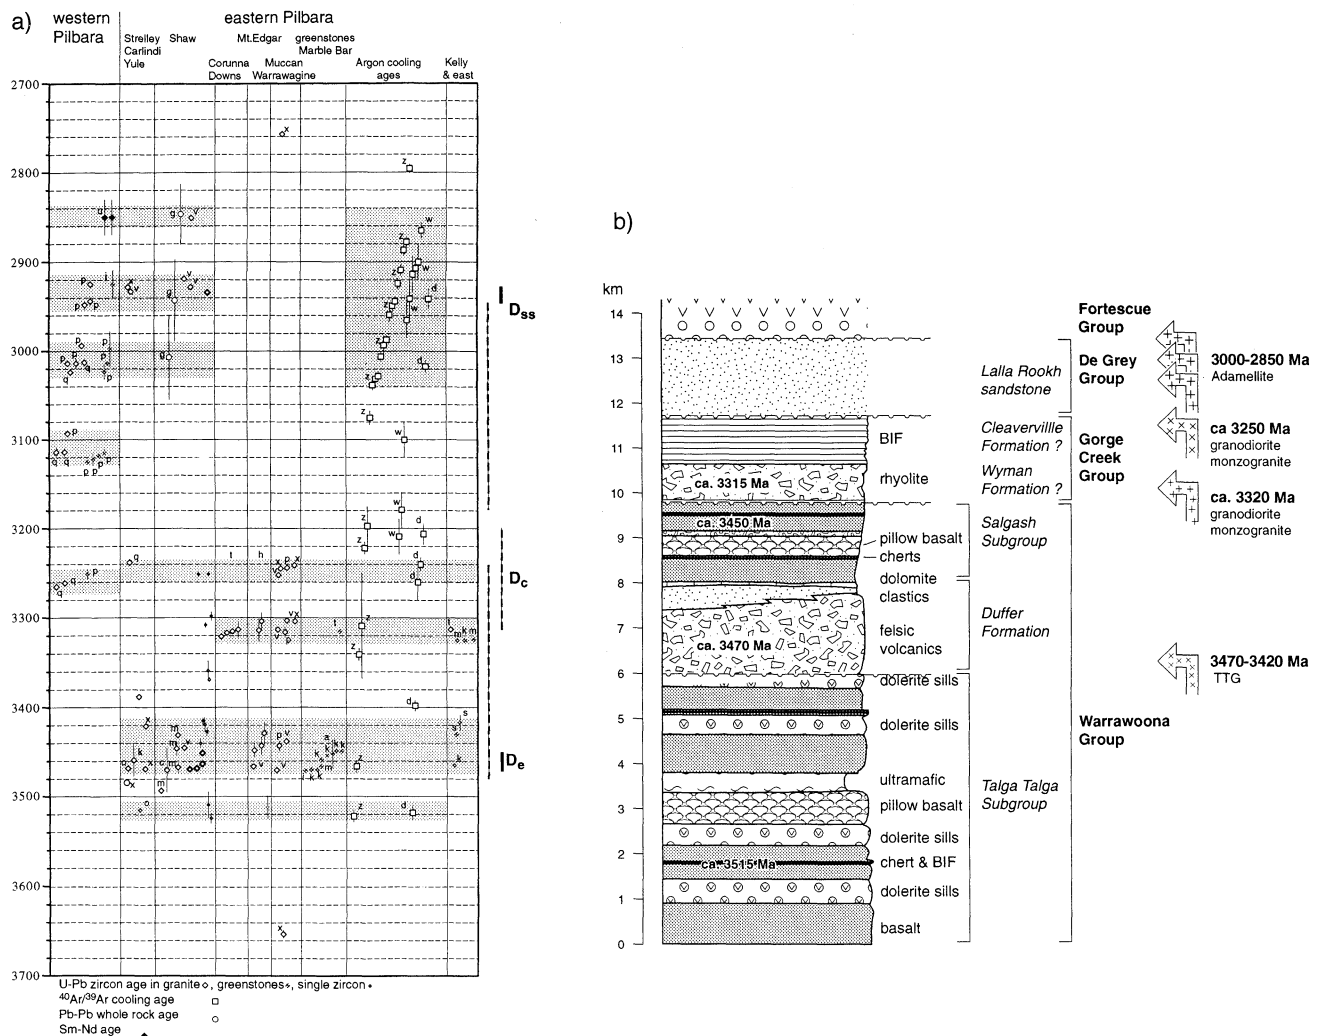 a)
western
Pilbara
eastern Pilbara
Strelley
Carlindi
Yule
Shaw
Corunna
Downs
Mt.Edgar
Muccan
Warrawagine
greenstones
Marble Bar
Argon cooling
ages
Kelly
& east
2700
2800
2900
3000
3100
3200
3300
3400
3500
3600
3700
Dss
Dc
De
U-Pb zircon age in granite, greenstones, single zircon
40Ar/39Ar cooling age
Pb-Pb whole rock age
Sm-Nd age
b)
km
14
13
12
11
10
9
8
7
6
5
4
3
2
1
0
ca. 3315 Ma
ca. 3450 Ma
ca. 3470 Ma
ca. 3515 Ma
BIF
rhyolite
pillow basalt
cherts
dolomite
clastics
felsic
volcanics
dolerite sills
dolerite sills
ultramafic
pillow basalt
dolerite sills
chert & BIF
dolerite sills
basalt
Lalla Rookh
sandstone
Cleaverville
Formation ?
Wyman
Formation ?
Salgash
Subgroup
Duffer
Formation
Talga Talga
Subgroup
Fortescue
Group
De Grey
Group
Gorge
Creek
Group
Warrawoona
Group
3000-2850 Ma
Adamellite
ca 3250 Ma
granodiorite
monzogranite
ca. 3320 Ma
granodiorite
monzogranite
3470-3420 Ma
TTG